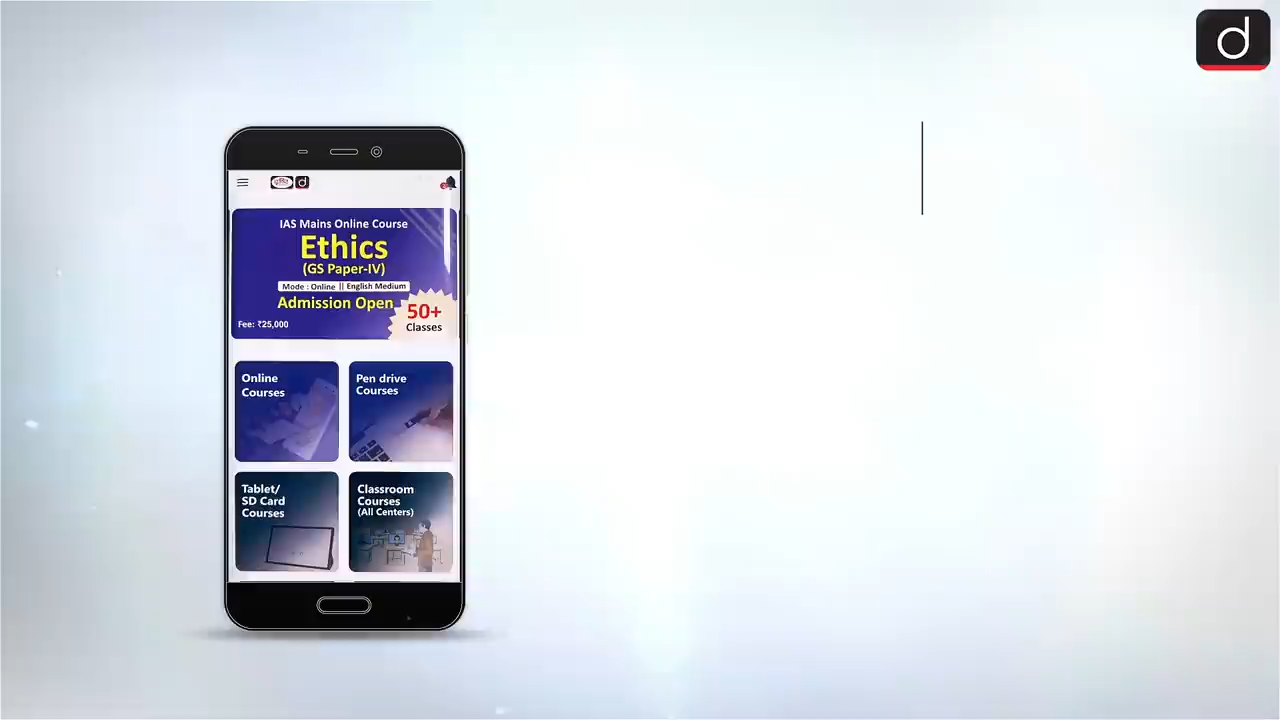 d
IAS Mains Online Course
Ethics
(GS Paper-IV)
Mode : Online || English Medium
Admission Open
50+
Classes
Fee: ₹25,000
Online
Courses
Pen drive
Courses
Tablet/
SD Card
Courses
Classroom
Courses
(All Centers)